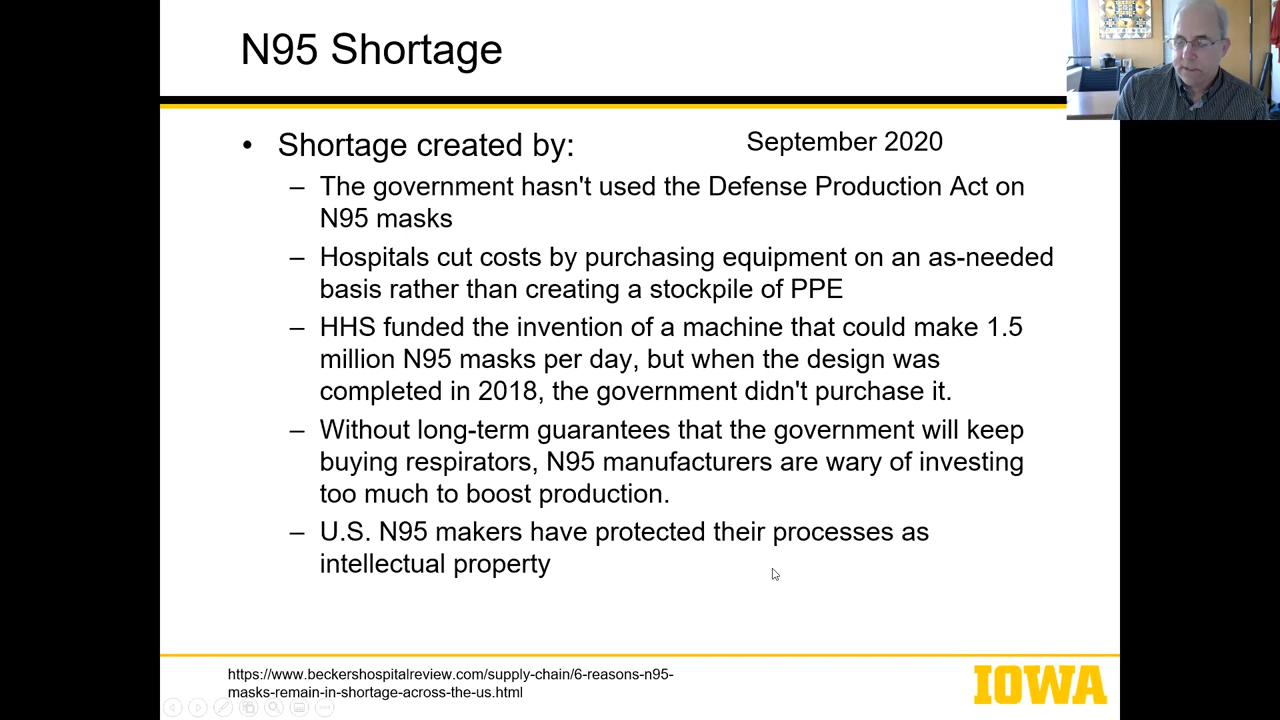 N95 Shortage
• Shortage created by:
September 2020
– The government hasn't used the Defense Production Act on
N95 masks
– Hospitals cut costs by purchasing equipment on an as-needed
basis rather than creating a stockpile of PPE
– HHS funded the invention of a machine that could make 1.5
million N95 masks per day, but when the design was
completed in 2018, the government didn't purchase it.
– Without long-term guarantees that the government will keep
buying respirators, N95 manufacturers are wary of investing
too much to boost production.
– U.S. N95 makers have protected their processes as
intellectual property
https://www.beckershospitalreview.com/supply-chain/6-reasons-n95-
masks-remain-in-shortage-across-the-us.html
IOWA